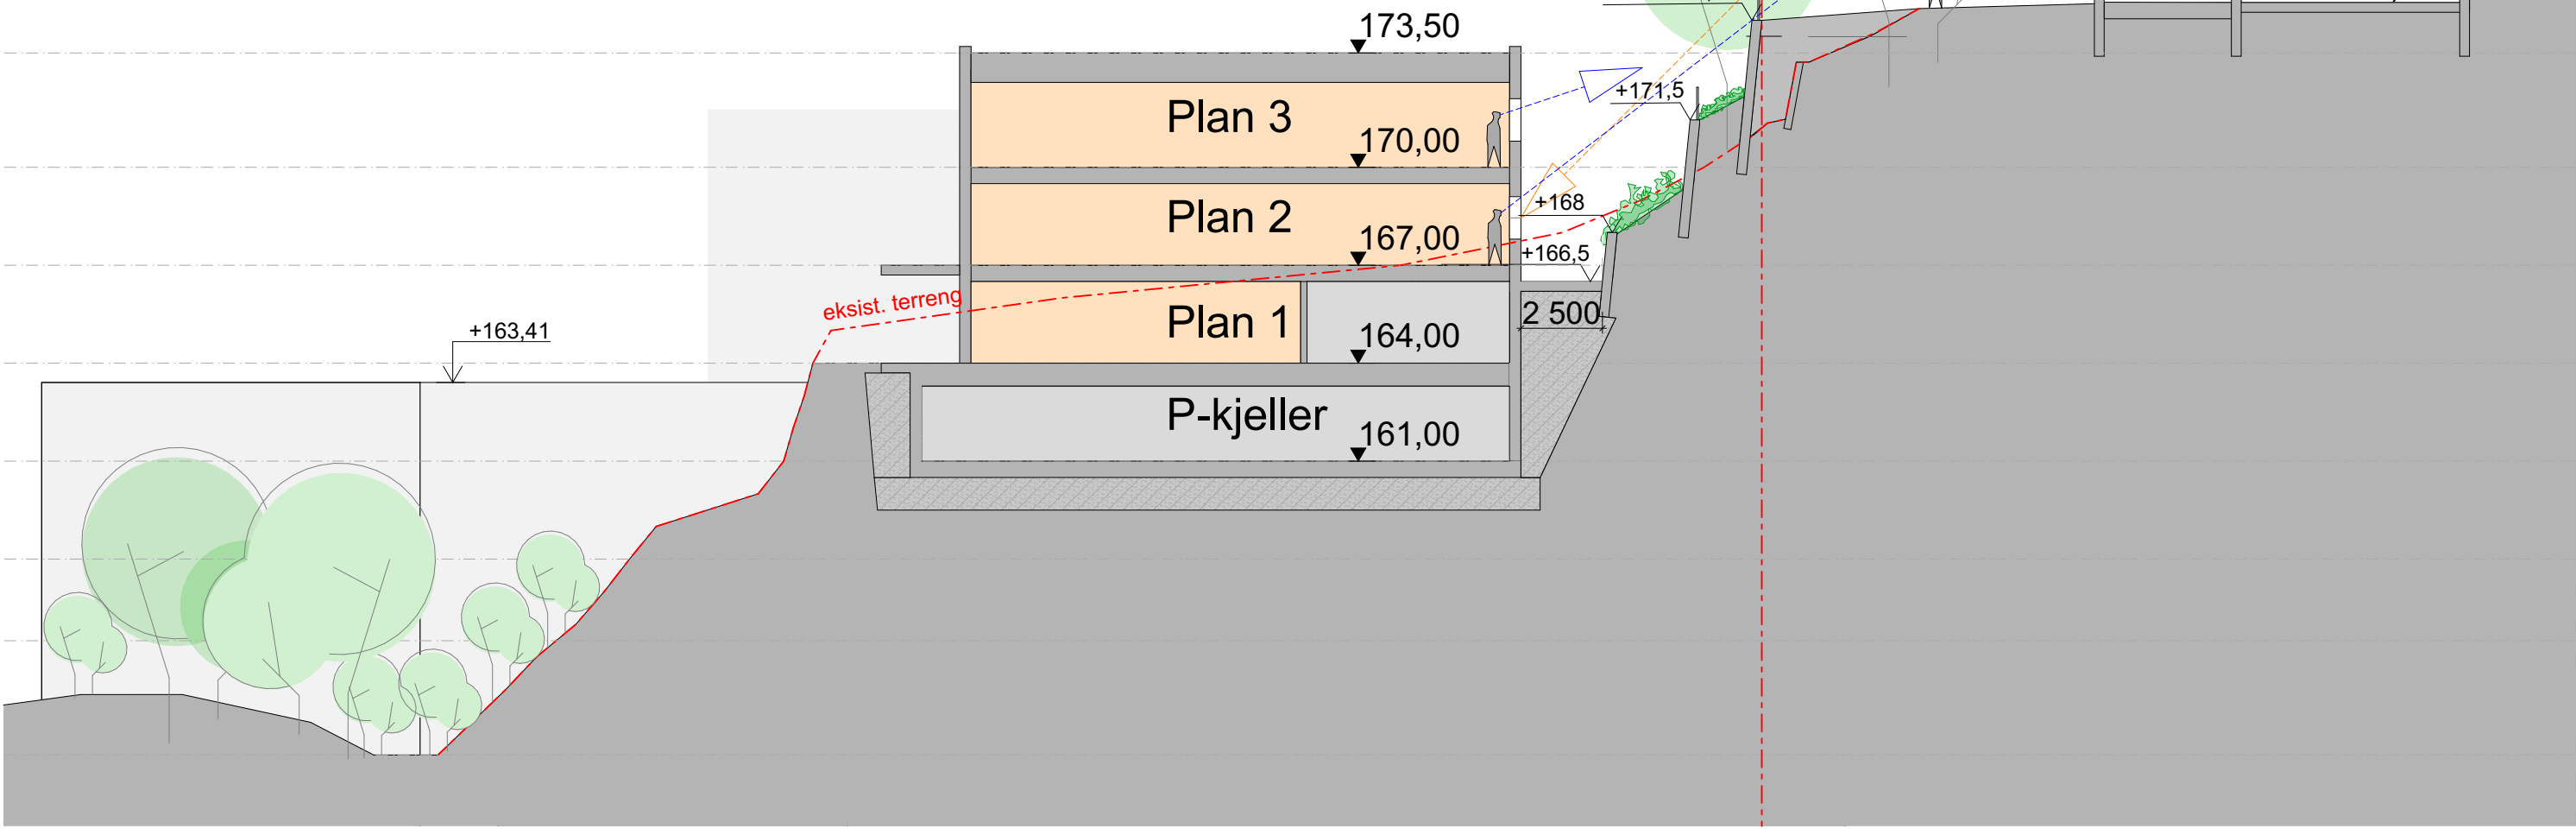 173,50
Plan 3
+171,5
170,00
Plan 2
+168
167,00
+166,5
eksist. terreng
Plan 1
2 500
+163,41
164,00
P-kjeller
161,00